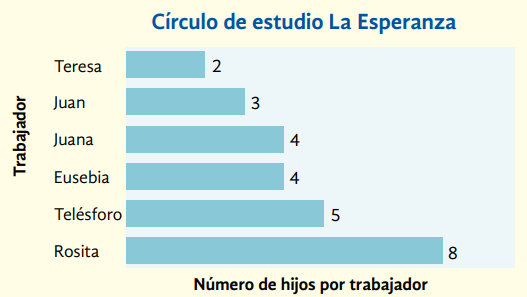 Círculo de estudio La Esperanza
Trabajador
Teresa 2
Juan 3
Juana 4
Eusebia 4
Telésforo 5
Rosita 8
Número de hijos por trabajador